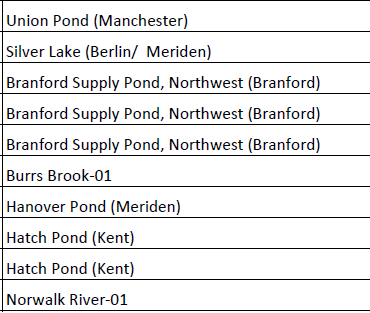 Union Pond (Manchester)
Silver Lake (Berlin/  Meriden)
Branford Supply Pond, Northwest (Branford)
Branford Supply Pond, Northwest (Branford)
Branford Supply Pond, Northwest (Branford)
Burrs Brook-01
Hanover Pond (Meriden)
Hatch Pond (Kent)
Hatch Pond (Kent)
Norwalk River-01